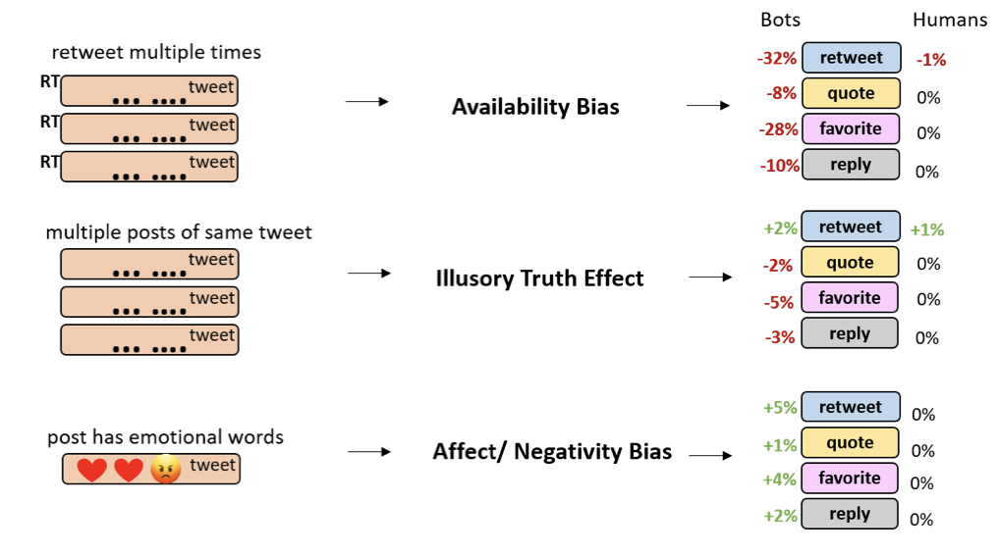 Bots Humans
retweet multiple times
RT tweet
RT tweet
RT tweet
Availability Bias
-32% retweet -1%
-8% quote 0%
-28% favorite 0%
-10% reply 0%
multiple posts of same tweet
tweet
tweet
tweet
Illusory Truth Effect
+2% retweet +1%
-2% quote 0%
-5% favorite 0%
-3% reply 0%
post has emotional words
tweet
Affect/ Negativity Bias
+5% retweet 0%
+1% quote 0%
+4% favorite 0%
+2% reply 0%